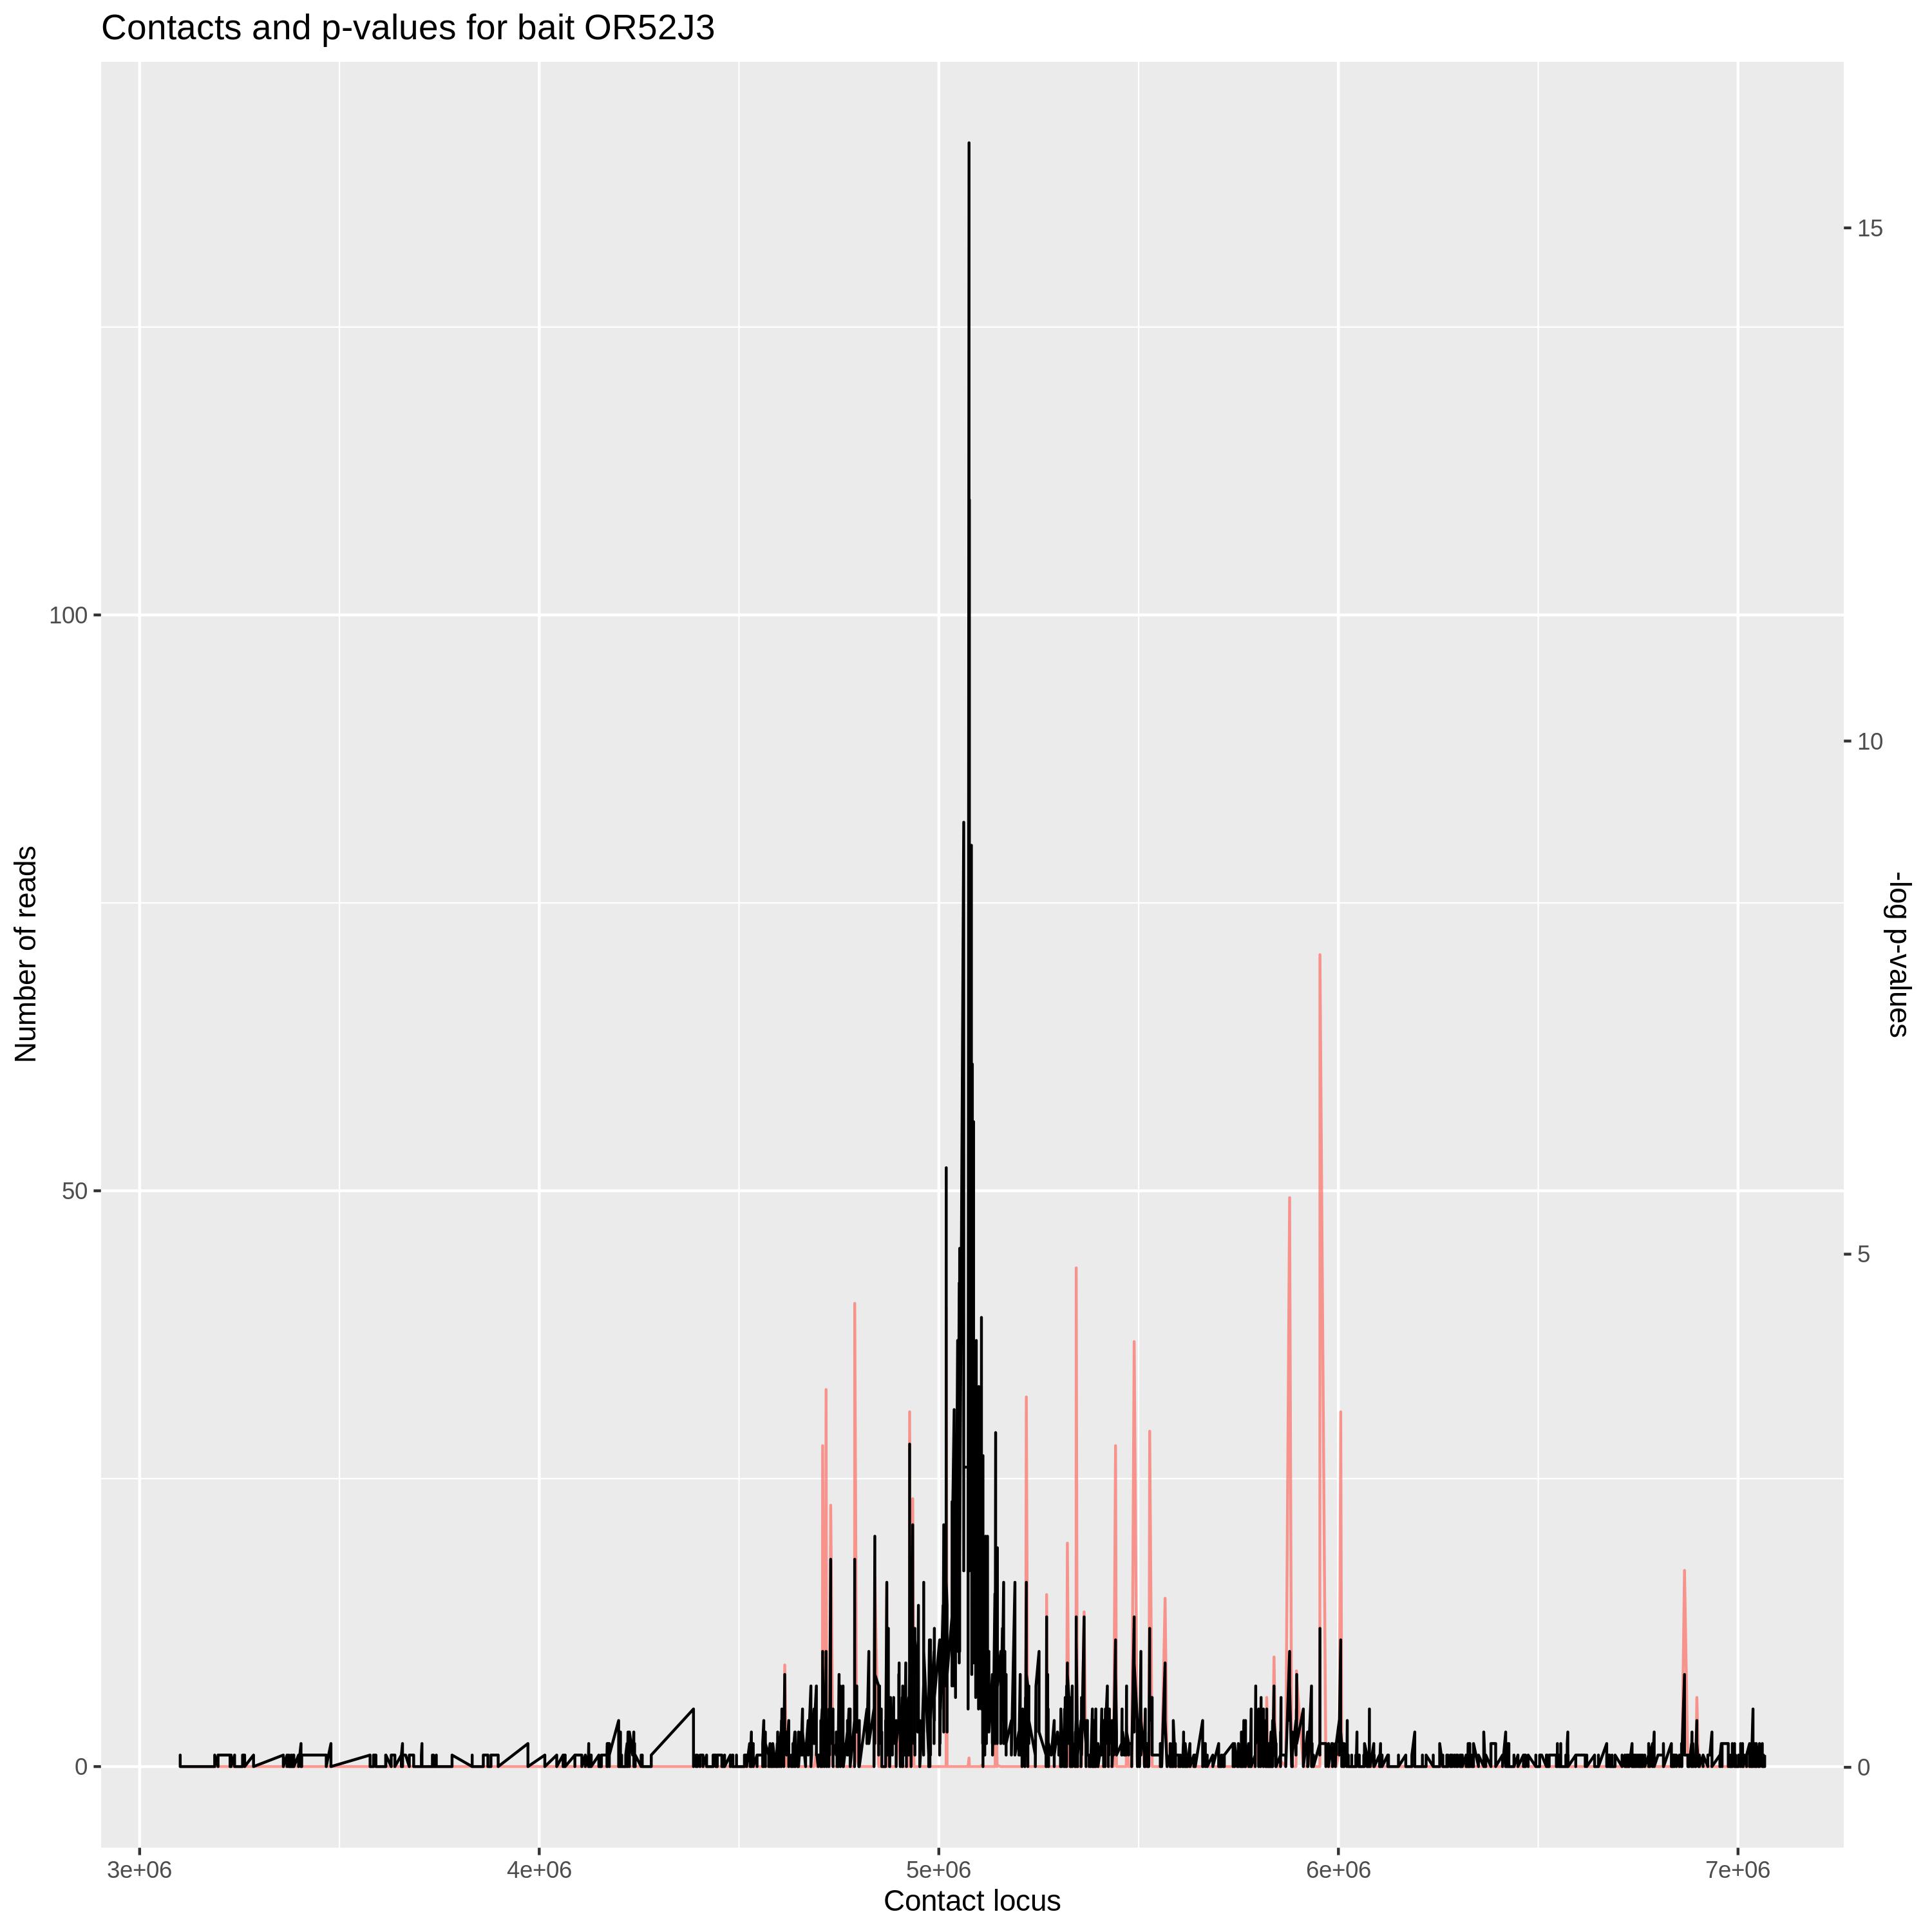 Contacts and p-values for bait OR52J3
Number of reads
100
50
0
15
10
5
0
-log p-values
3e+06
4e+06
5e+06
6e+06
7e+06
Contact locus